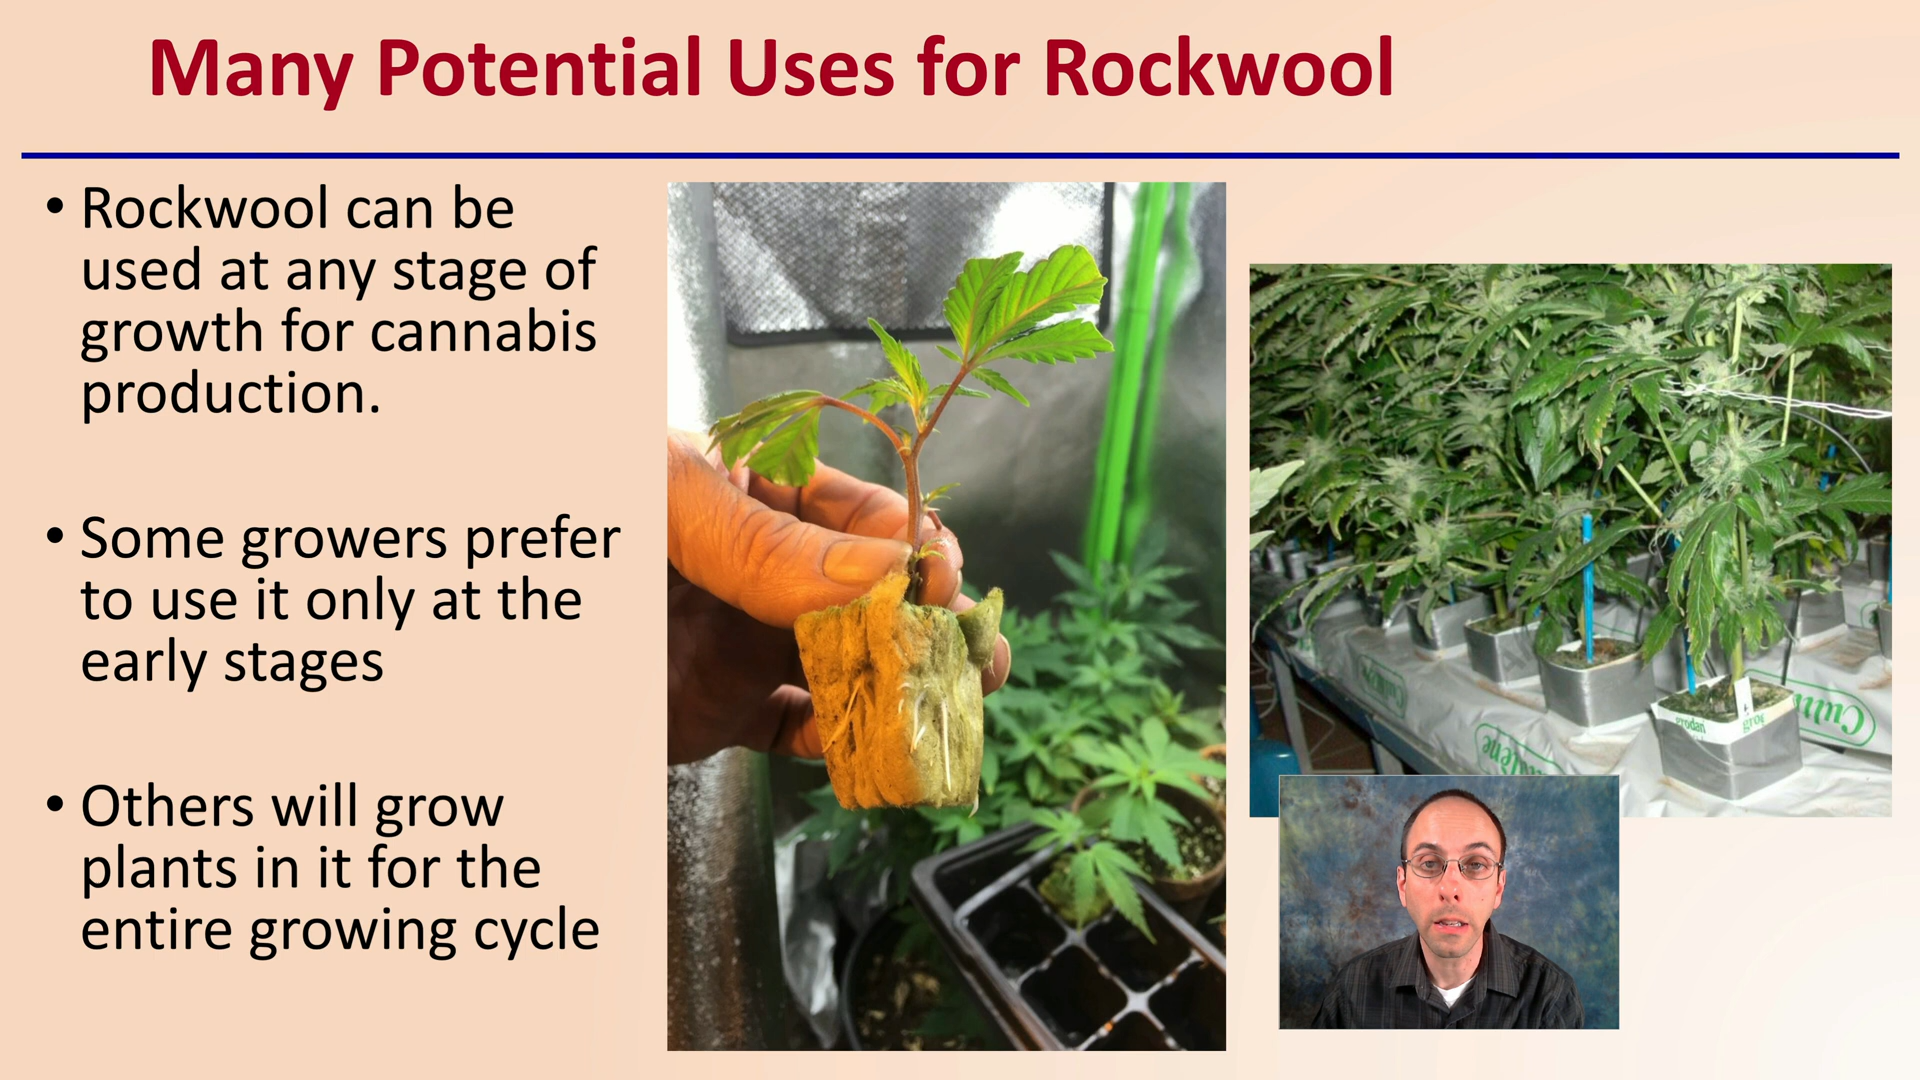 Many Potential Uses for Rockwool
• Rockwool can be
used at any stage of
growth for cannabis
production.
• Some growers prefer
to use it only at the
early stages
• Others will grow
plants in it for the
entire growing cycle
grodan
gro